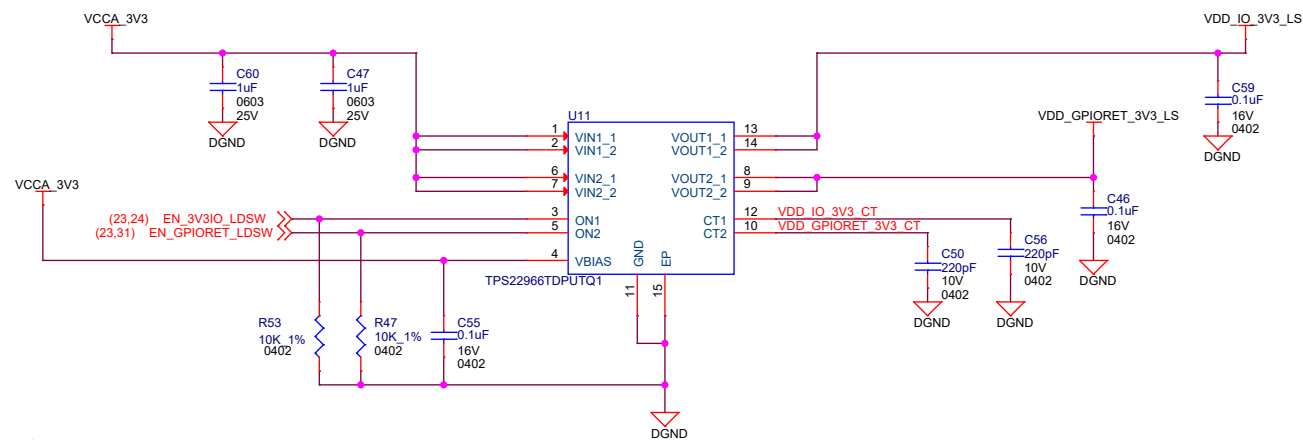 VCCA_3V3
VDD_IO_3V3_LS
C60
1uF
0603
25V
DGND
C47
1uF
0603
25V
DGND
C59
0.1uF
16V
0402
DGND
U11
VDD_GPIORET_3V3_LS
1 VIN1_1 VOUT1_1 13
2 VIN1_2 VOUT1_2 14
6 VIN2_1 VOUT2_1 8
7 VIN2_2 VOUT2_2 9
VCCA_3V3
(23,24) EN_3V3IO_LDSW 3 ON1 CT1 12 VDD_IO_3V3_CT
(23,31) EN_GPIORET_LDSW 5 ON2 CT2 10 VDD_GPIORET_3V3_CT
4 VBIAS GND EP
TPS22966TDPUTQ1
11 15
C46
0.1uF
16V
0402
DGND
C50
220pF
10V
0402
DGND
C56
220pF
10V
0402
DGND
R53
10K_1%
0402
R47
10K_1%
0402
C55
0.1uF
16V
0402
DGND